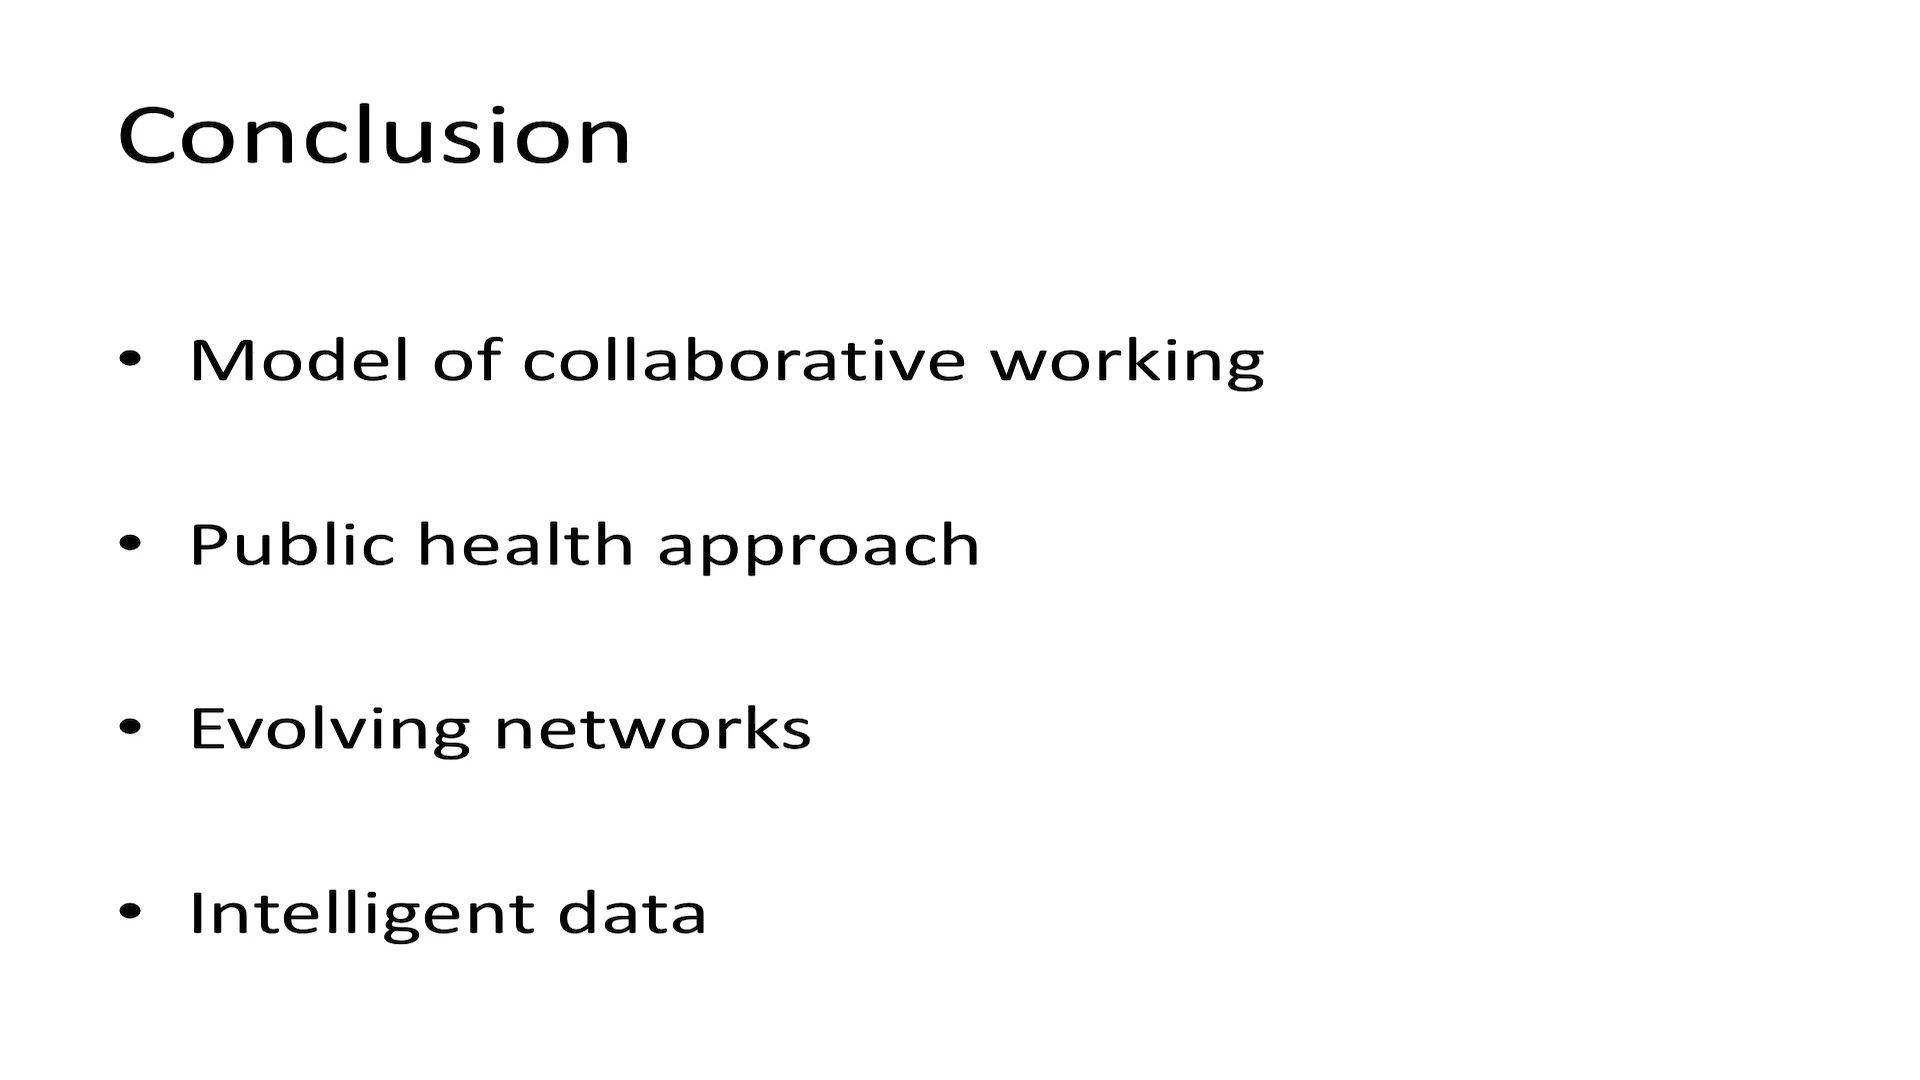 Conclusion
• Model of collaborative working
• Public health approach
• Evolving networks
• Intelligent data